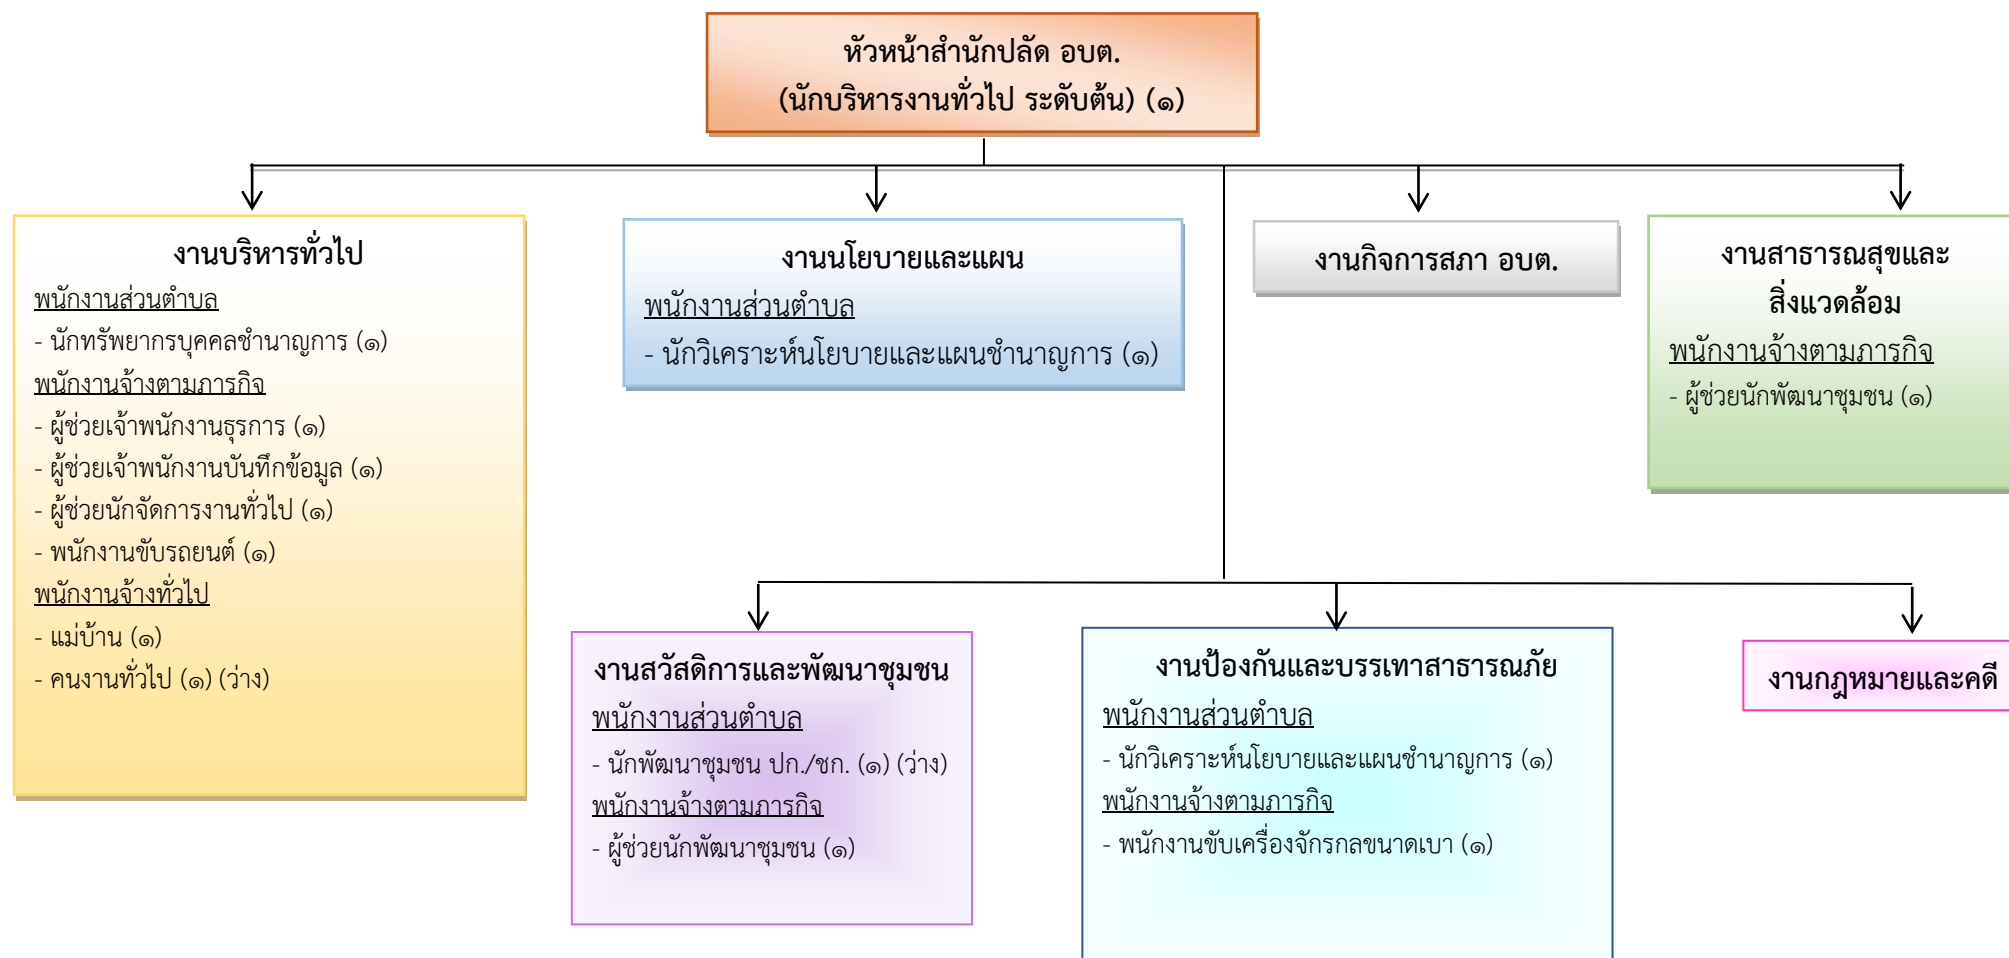 หัวหน้าสำนักปลัด อบต.
(นักบริหารงานทั่วไป ระดับต้น) (๑)
งานบริหารทั่วไป
พนักงานส่วนตำบล
- นักทรัพยากรบุคคลชำนาญการ (๑)
พนักงานจ้างตามภารกิจ
- ผู้ช่วยเจ้าพนักงานธุรการ (๑)
- ผู้ช่วยเจ้าพนักงานบันทึกข้อมูล (๑)
- ผู้ช่วยนักจัดการงานทั่วไป (๑)
- พนักงานขับรถยนต์ (๑)
พนักงานจ้างทั่วไป
- แม่บ้าน (๑)
- คนงานทั่วไป (๑) (ว่าง)
งานนโยบายและแผน
พนักงานส่วนตำบล
- นักวิเคราะห์นโยบายและแผนชำนาญการ (๑)
งานกิจการสภา อบต.
งานสาธารณสุขและ
สิ่งแวดล้อม
พนักงานจ้างตามภารกิจ
- ผู้ช่วยนักพัฒนาชุมชน (๑)
งานสวัสดิการและพัฒนาชุมชน
พนักงานส่วนตำบล
- นักพัฒนาชุมชน ปก./ชก. (๑) (ว่าง)
พนักงานจ้างตามภารกิจ
- ผู้ช่วยนักพัฒนาชุมชน (๑)
งานป้องกันและบรรเทาสาธารณภัย
พนักงานส่วนตำบล
- นักวิเคราะห์นโยบายและแผนชำนาญการ (๑)
พนักงานจ้างตามภารกิจ
- พนักงานขับเครื่องจักรกลขนาดเบา (๑)
งานกฎหมายและคดี